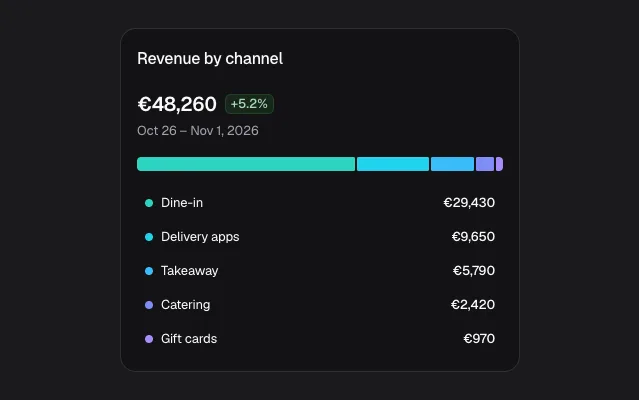 Revenue by channel
€48,260 +5.2%
Oct 26 – Nov 1, 2026
Dine-in €29,430
Delivery apps €9,650
Takeaway €5,790
Catering €2,420
Gift cards €970